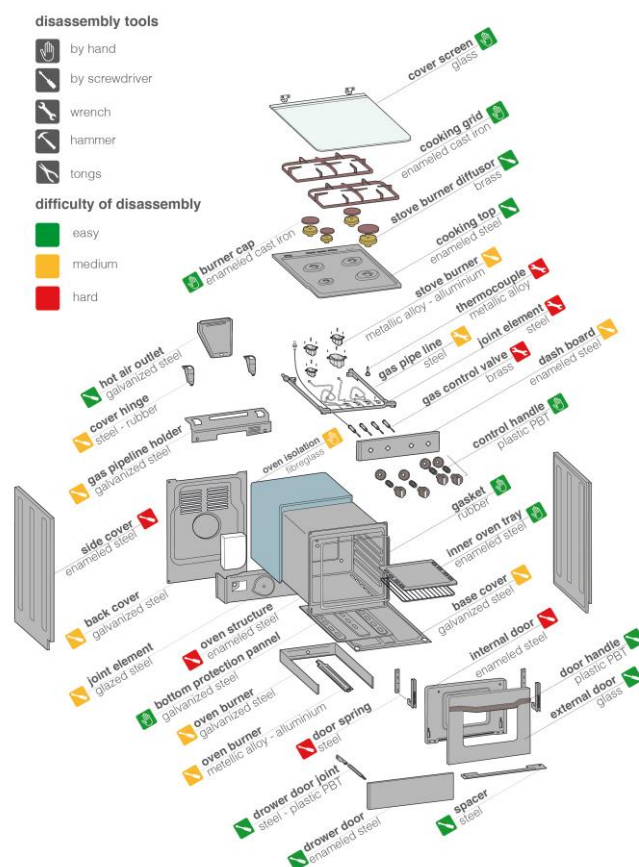 disassembly tools
by hand
by screwdriver
wrench
hammer
tongs
difficulty of disassembly
easy
medium
hard
cover screen
glass
cooking grid
enameled cast iron
stove burner diffusor
brass
burner cap
enameled cast iron
cooking top
enameled steel
stove burner
metallic alloy - alluminium
thermocouple
metallic alloy
gas pipe line
steel
joint element
steel
gas control valve
brass
dash board
enameled steel
hot air outlet
galvanized steel
cover hinge
steel - rubber
gas pipeline holder
galvanized steel
oven isolation
fibreglass
control handle
plastic PBT
gasket
rubber
inner oven tray
enameled steel
side cover
enameled steel
back cover
galvanized steel
base cover
galvanized steel
joint element
glazed steel
oven structure
enameled steel
bottom protection pannel
galvanized steel
internal door
enameled steel
door handle
plastic PBT
external door
glass
oven burner
galvanized steel
oven burner
metellic alloy - alluminium
door spring
steel
drower door joint
steel - plastic PBT
drower door
enameled steel
spacer
steel